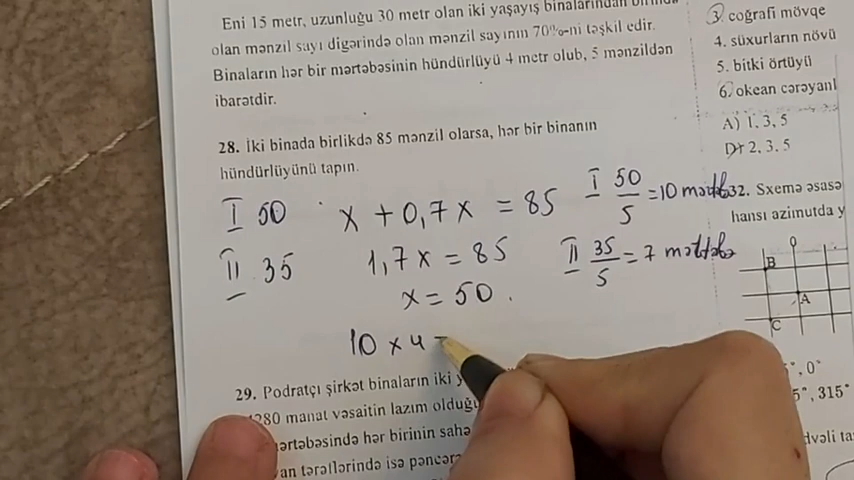 Eni 15 metr, uzunluğu 30 metr olan iki yaşayış binalarından birində
olan mənzil sayı digərində olan mənzil sayının 70%-ni təşkil edir.
Binaların hər bir mərtəbəsinin hündürlüyü 4 metr olub, 5 mənzildən
ibarətdir.
28. İki binada birlikdə 85 mənzil olarsa, hər bir binanın
hündürlüyünü tapın.
I 50
x + 0,7x = 85
I 50/5 = 10
II 35
1,7x = 85
II 35/5 = 7
x = 50
10 x 4 =
29. Podratçı şirkət binaların iki
280 manat vəsaitin lazım olduğu
ərtəbəsində hər birinin sahə
tərəflərində isə pəncərə
3. coğrafi mövqe
4. süxurların növü
5. bitki örtüyü
6. okean cərəyanl
A) 1, 3, 5
D) 2, 3, 5
32. Sxemə əsasə
hansı azimutda y
0
B
A
C
°, 0°
5°, 315°
dvəli ta